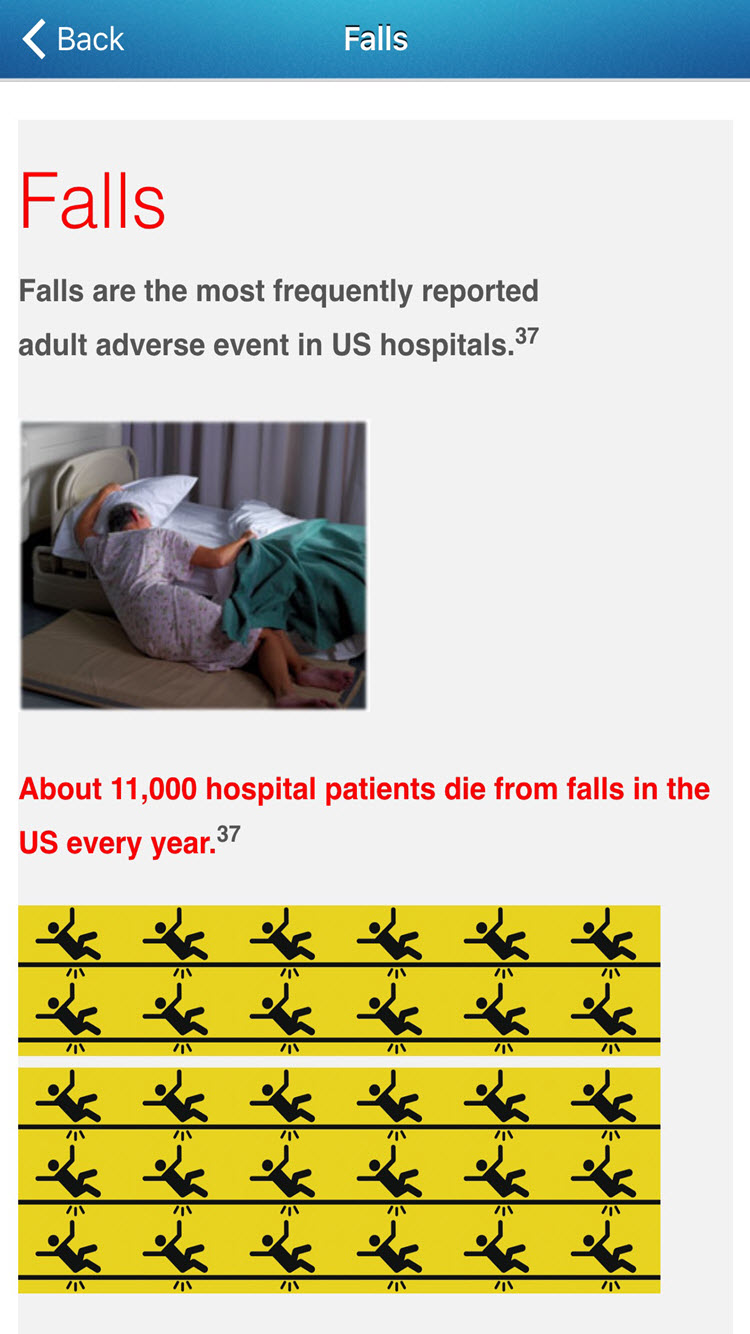 Back
Falls
Falls
Falls are the most frequently reported
adult adverse event in US hospitals.37
About 11,000 hospital patients die from falls in the
US every year.37